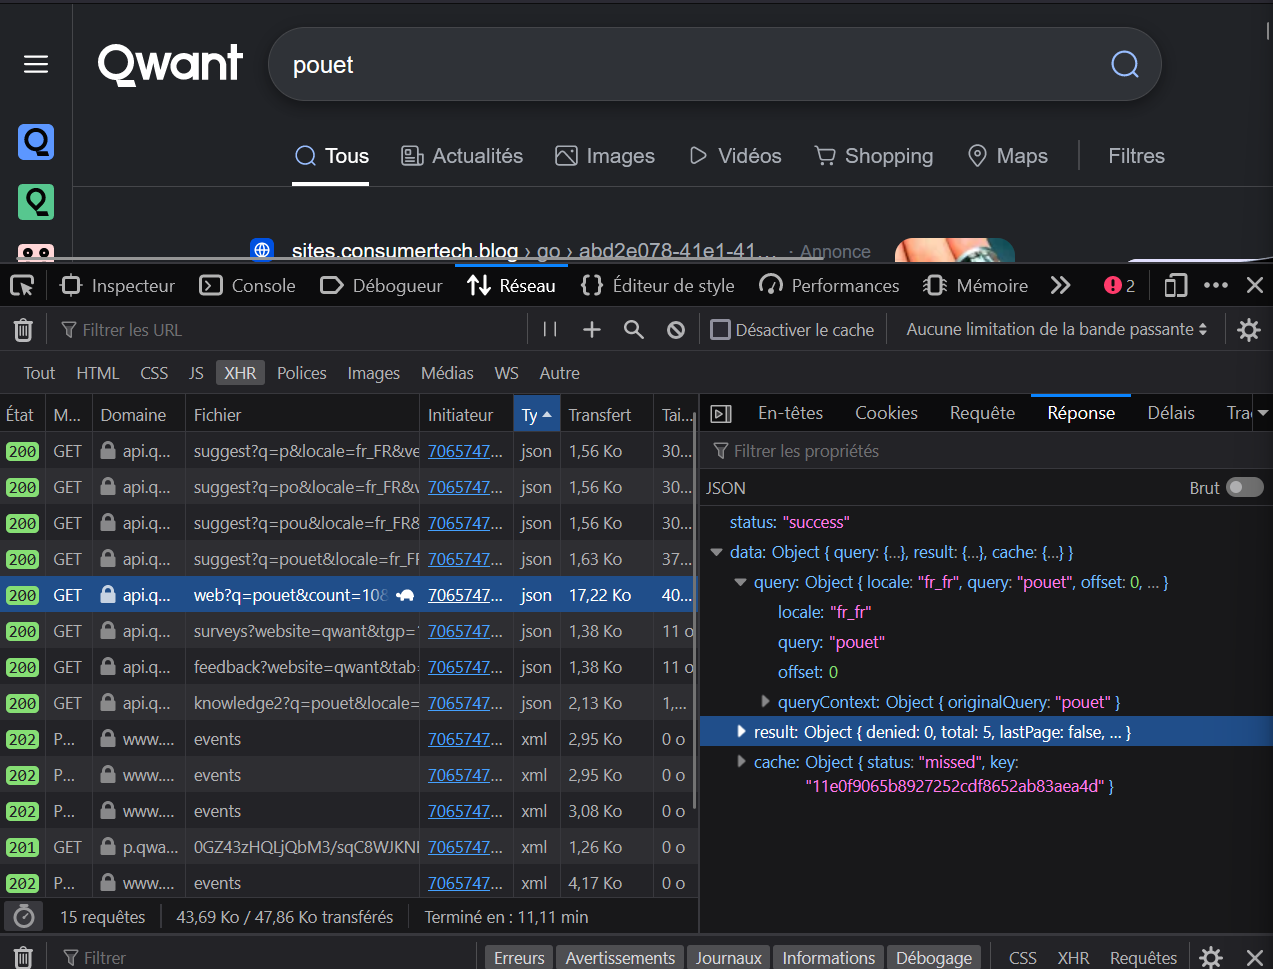 Qwant
pouet
Tous
Actualités
Images
Vidéos
Shopping
Maps
Filtres
sites.consumertech.blog › go › abd2e078-41e1-41... · Annonce
Inspecteur
Console
Débogueur
Réseau
Éditeur de style
Performances
Mémoire
2
Filtrer les URL
Désactiver le cache
Aucune limitation de la bande passante
Tout HTML CSS JS XHR Polices Images Médias WS Autre
État M... Domaine Fichier Initiateur Ty Transfert Tai...
200 GET api.q... suggest?q=p&locale=fr_FR&ve 7065747... json 1,56 Ko 30...
200 GET api.q... suggest?q=po&locale=fr_FR&v 7065747... json 1,56 Ko 30...
200 GET api.q... suggest?q=pou&locale=fr_FR& 7065747... json 1,56 Ko 30...
200 GET api.q... suggest?q=pouet&locale=fr_F 7065747... json 1,63 Ko 37...
200 GET api.q... web?q=pouet&count=10& 7065747... json 17,22 Ko 40...
200 GET api.q... surveys?website=qwant&tgp= 7065747... json 1,38 Ko 11 o
200 GET api.q... feedback?website=qwant&tab= 7065747... json 1,38 Ko 11 o
200 GET api.q... knowledge2?q=pouet&locale= 7065747... json 2,13 Ko 1,...
202 P... www.... events 7065747... xml 2,95 Ko 0 o
202 P... www.... events 7065747... xml 2,95 Ko 0 o
202 P... www.... events 7065747... xml 3,08 Ko 0 o
201 GET p.qwa... 0GZ43zHQLjQbM3/sqC8WJKN 7065747... xml 1,26 Ko 0 o
202 P... www.... events 7065747... xml 4,17 Ko 0 o
15 requêtes 43,69 Ko / 47,86 Ko transférés Terminé en : 11,11 min
En-têtes Cookies Requête Réponse Délais Tra
Filtrer les propriétés
JSON Brut
status: "success"
data: Object { query: {…}, result: {…}, cache: {…} }
query: Object { locale: "fr_fr", query: "pouet", offset: 0, … }
locale: "fr_fr"
query: "pouet"
offset: 0
queryContext: Object { originalQuery: "pouet" }
result: Object { denied: 0, total: 5, lastPage: false, … }
cache: Object { status: "missed", key:
"11e0f9065b8927252cdf8652ab83aea4d" }
Filtrer
Erreurs Avertissements Journaux Informations Débogage CSS XHR Requêtes